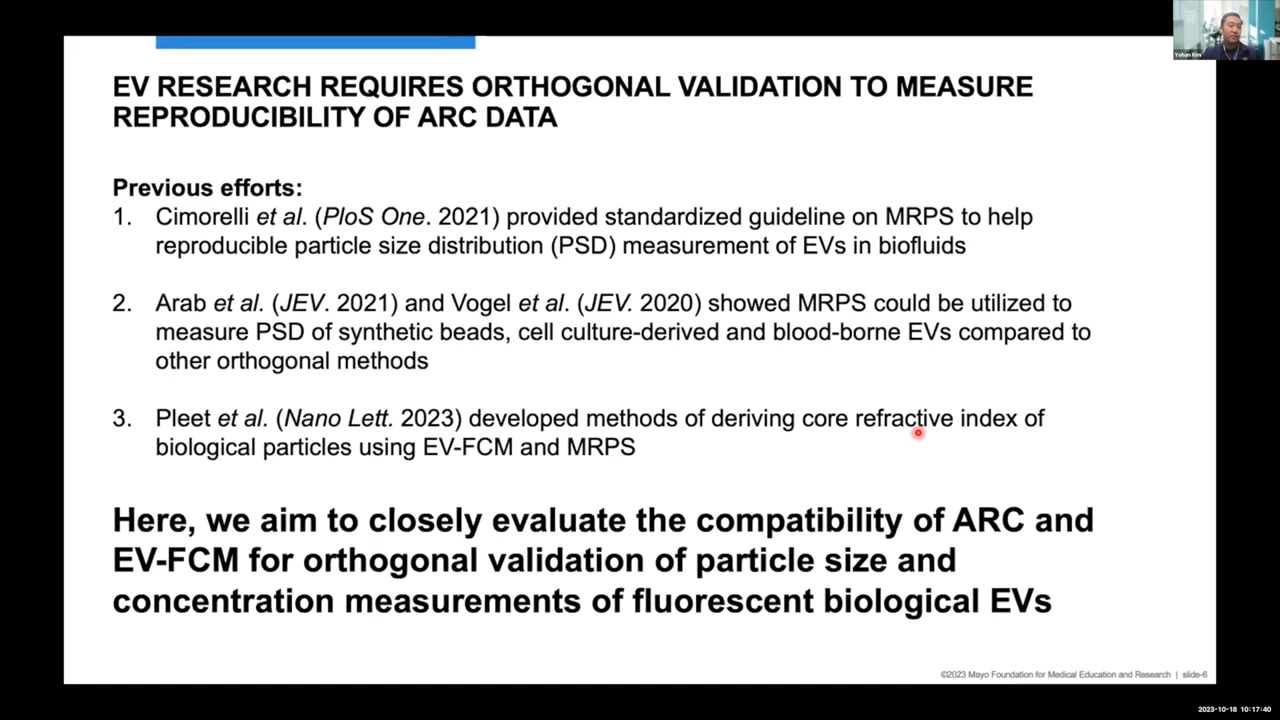 Yohan Kim
EV RESEARCH REQUIRES ORTHOGONAL VALIDATION TO MEASURE
REPRODUCIBILITY OF ARC DATA
Previous efforts:
1. Cimorelli et al. (PloS One. 2021) provided standardized guideline on MRPS to help
reproducible particle size distribution (PSD) measurement of EVs in biofluids
2. Arab et al. (JEV. 2021) and Vogel et al. (JEV. 2020) showed MRPS could be utilized to
measure PSD of synthetic beads, cell culture-derived and blood-borne EVs compared to
other orthogonal methods
3. Pleet et al. (Nano Lett. 2023) developed methods of deriving core refractive index of
biological particles using EV-FCM and MRPS
Here, we aim to closely evaluate the compatibility of ARC and
EV-FCM for orthogonal validation of particle size and
concentration measurements of fluorescent biological EVs
©2023 Mayo Foundation for Medical Education and Research | slide-6
2023-10-18 10:17:40